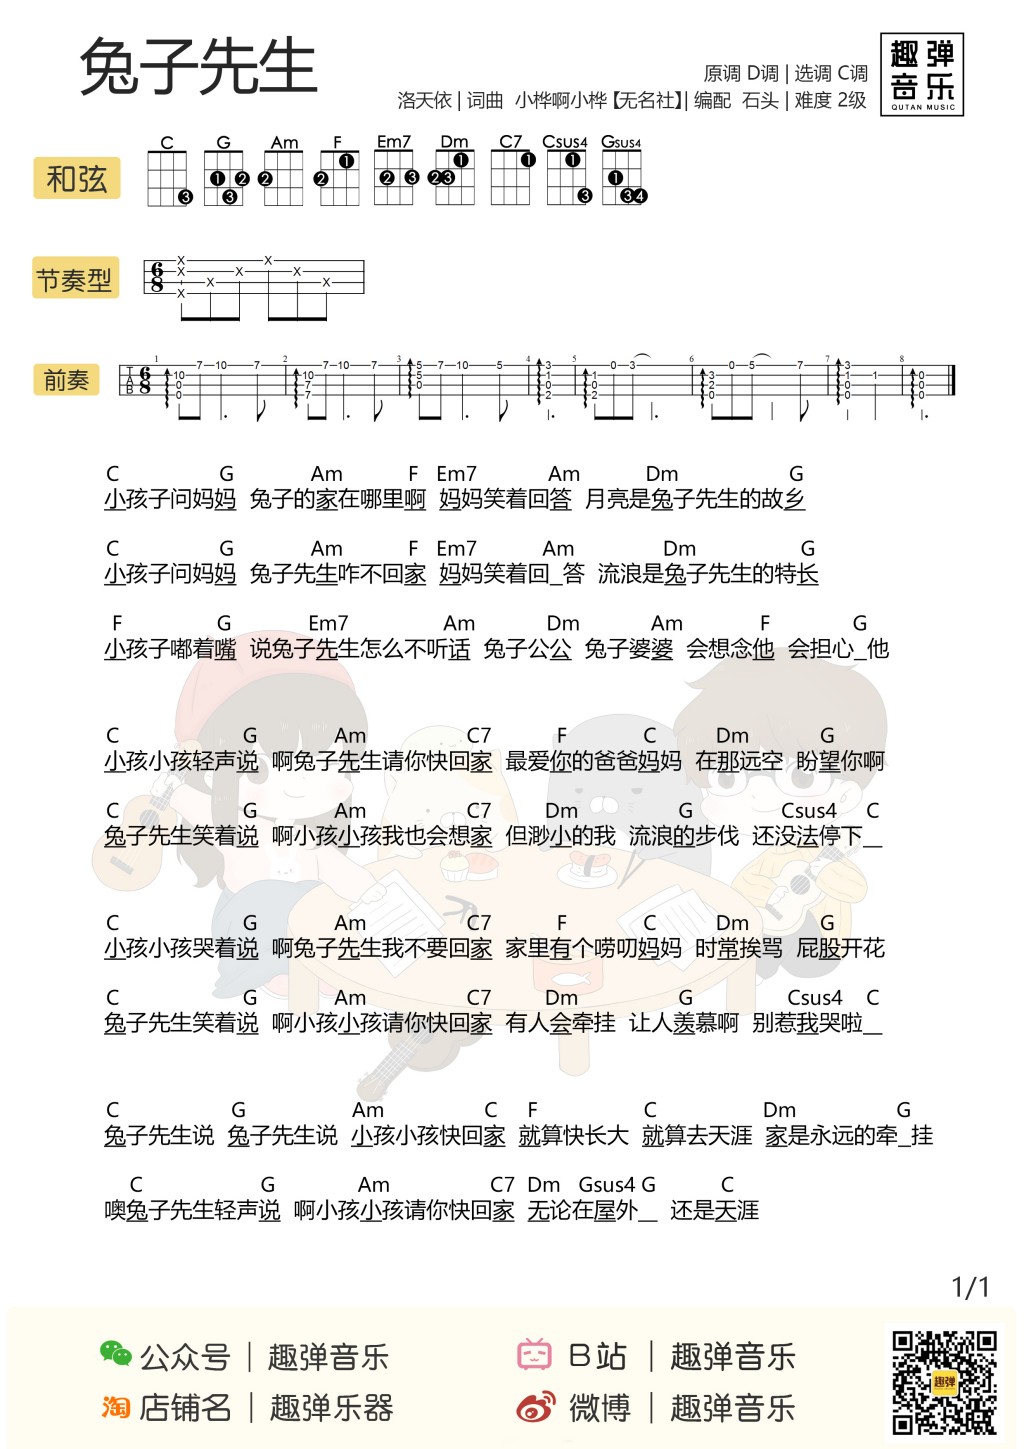 兔子先生
原调 D调 | 选调 C调
洛天依 | 词曲 小桦啊小桦【无名社】| 编配 石头 | 难度 2级
趣弹音乐
QUTAN MUSIC
和弦
C G Am F Em7 Dm C7 Csus4 Gsus4
节奏型
6/8
前奏
C G Am F Em7 Am Dm G
小孩子问妈妈 兔子的家在哪里啊 妈妈笑着回答 月亮是兔子先生的故乡
C G Am F Em7 Am Dm G
小孩子问妈妈 兔子先生咋不回家 妈妈笑着回_答 流浪是兔子先生的特长
F G Em7 Am Dm Am F G
小孩子嘟着嘴 说兔子先生怎么不听话 兔子公公 兔子婆婆 会想念他 会担心_他
C G Am C7 F C Dm G
小孩小孩轻声说 啊兔子先生请你快回家 最爱你的爸爸妈妈 在那远空 盼望你啊
C G Am C7 Dm G Csus4 C
兔子先生笑着说 啊小孩小孩我也会想家 但渺小的我 流浪的步伐 还没法停下_
C G Am C7 F C Dm G
小孩小孩哭着说 啊兔子先生我不要回家 家里有个唠叨妈妈 时常挨骂 屁股开花
C G Am C7 Dm G Csus4 C
兔子先生笑着说 啊小孩小孩请你快回家 有人会牵挂 让人羡慕啊 别惹我哭啦_
C G Am C F C Dm G
兔子先生说 兔子先生说 小孩小孩快回家 就算快长大 就算去天涯 家是永远的牵_挂
C G Am C7 Dm Gsus4 G C
噢兔子先生轻声说 啊小孩小孩请你快回家 无论在屋外_ 还是天涯
1/1
公众号 | 趣弹音乐
B站 | 趣弹音乐
淘 店铺名 | 趣弹乐器
微博 | 趣弹音乐
趣弹